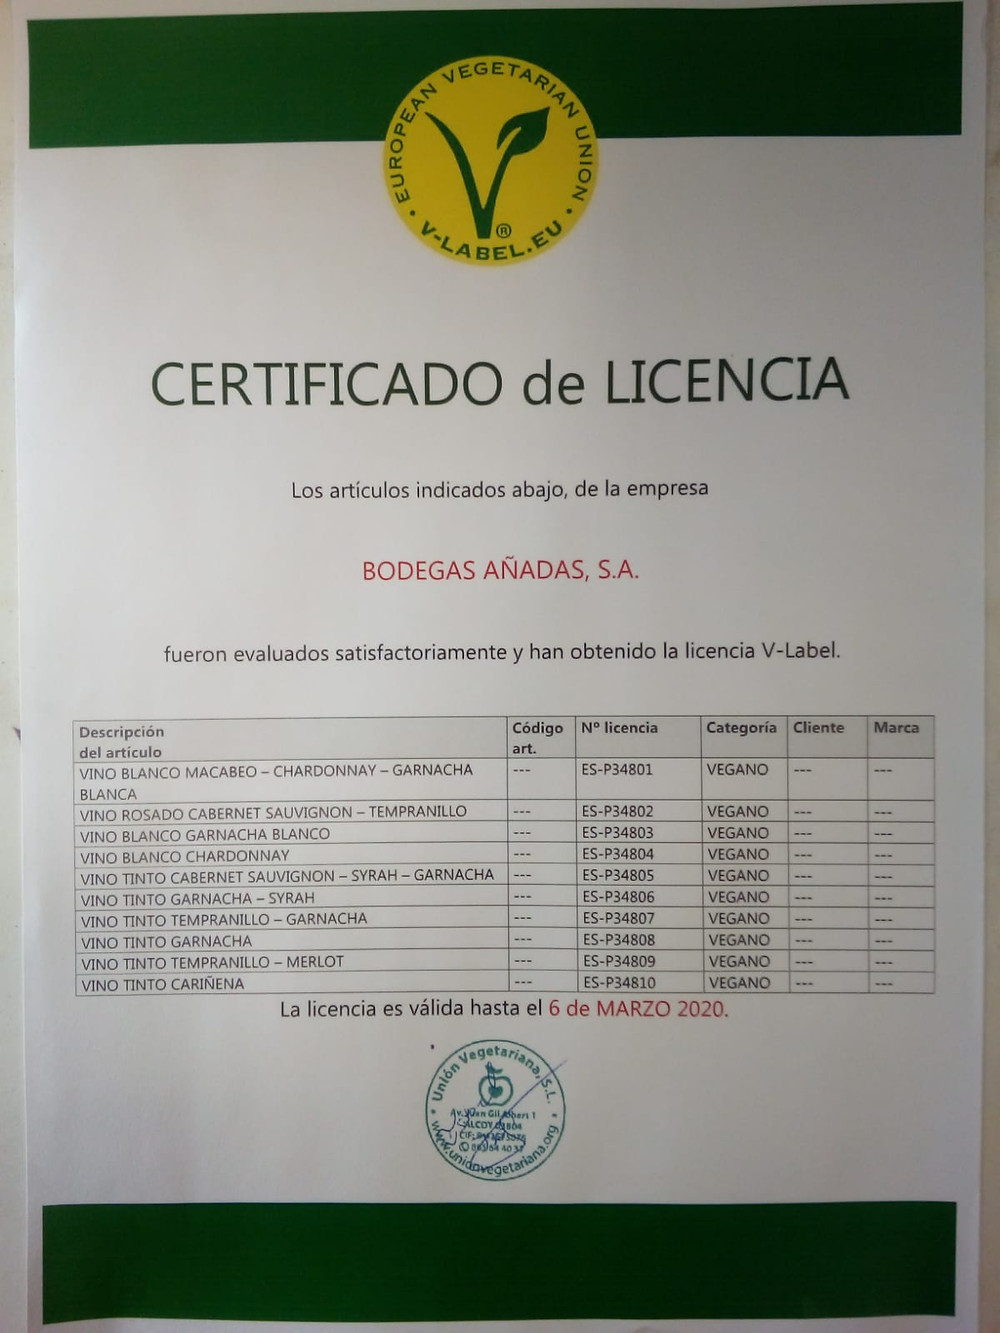 EUROPEAN VEGETARIAN UNION
V-LABEL.EU ®
CERTIFICADO de LICENCIA
Los artículos indicados abajo, de la empresa
BODEGAS AÑADAS, S.A.
fueron evaluados satisfactoriamente y han obtenido la licencia V-Label.
Descripción del artículo Código art. Nº licencia Categoría Cliente Marca
VINO BLANCO MACABEO – CHARDONNAY – GARNACHA BLANCA --- ES-P34801 VEGANO --- ---
VINO ROSADO CABERNET SAUVIGNON – TEMPRANILLO --- ES-P34802 VEGANO --- ---
VINO BLANCO GARNACHA BLANCO --- ES-P34803 VEGANO --- ---
VINO BLANCO CHARDONNAY --- ES-P34804 VEGANO --- ---
VINO TINTO CABERNET SAUVIGNON – SYRAH – GARNACHA --- ES-P34805 VEGANO --- ---
VINO TINTO GARNACHA – SYRAH --- ES-P34806 VEGANO --- ---
VINO TINTO TEMPRANILLO – GARNACHA --- ES-P34807 VEGANO --- ---
VINO TINTO GARNACHA --- ES-P34808 VEGANO --- ---
VINO TINTO TEMPRANILLO – MERLOT --- ES-P34809 VEGANO --- ---
VINO TINTO CARIÑENA --- ES-P34810 VEGANO --- ---
La licencia es válida hasta el 6 de MARZO 2020.
Unión Vegetariana, S.L.
ALCOY
CIF:
www.unionvegetariana.org